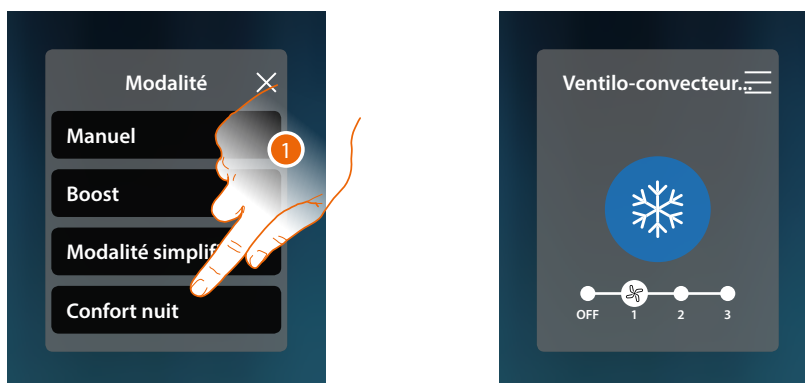 Modalité
Manuel
1
Boost
Modalité simplif
Confort nuit
Ventilo-convecteur...
OFF 1 2 3